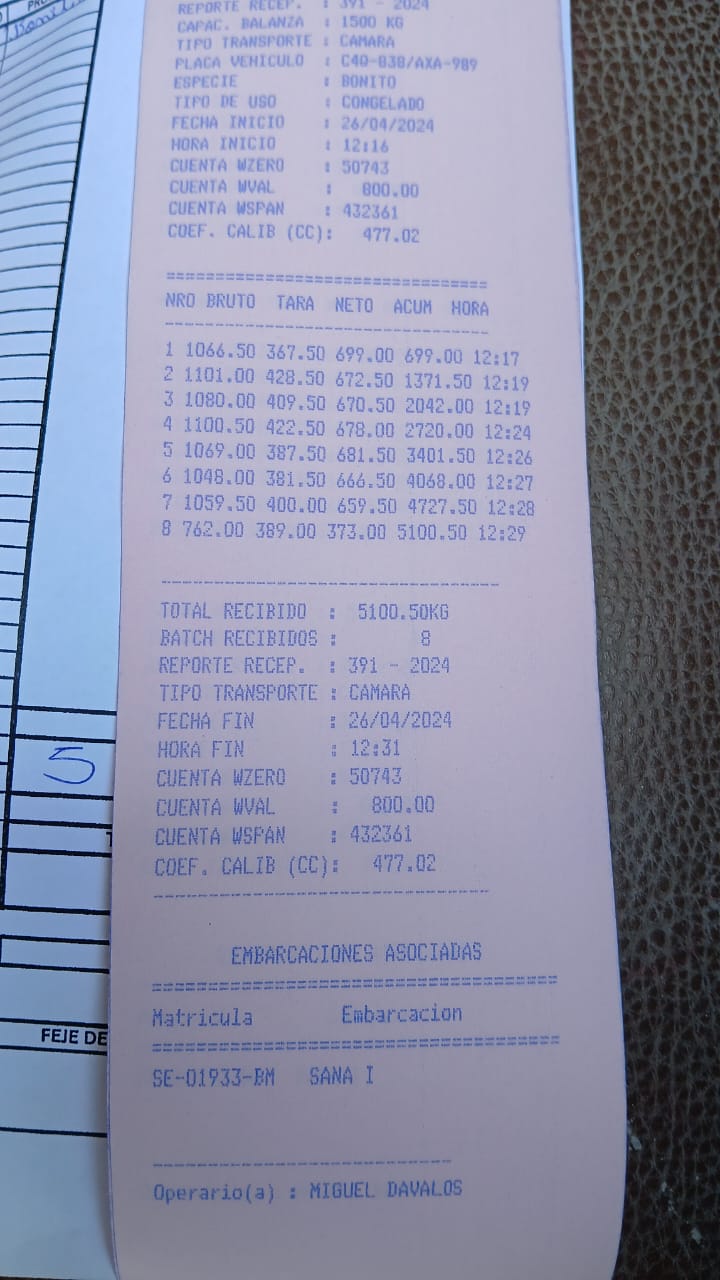 REPORTE RECEP. : 391 - 2024
CAPAC. BALANZA : 1500 KG
TIPO TRANSPORTE : CAMARA
PLACA VEHICULO : C4Q-838/AXA-989
ESPECIE : BONITO
TIPO DE USO : CONGELADO
FECHA INICIO : 26/04/2024
HORA INICIO : 12:16
CUENTA WZERO : 50743
CUENTA WVAL : 800.00
CUENTA WSPAN : 432361
COEF. CALIB (CC): 477.02
================================
NRO BRUTO TARA NETO ACUM HORA
--------------------------------
1 1066.50 367.50 699.00 699.00 12:17
2 1101.00 428.50 672.50 1371.50 12:19
3 1080.00 409.50 670.50 2042.00 12:19
4 1100.50 422.50 678.00 2720.00 12:24
5 1069.00 387.50 681.50 3401.50 12:26
6 1048.00 381.50 666.50 4068.00 12:27
7 1059.50 400.00 659.50 4727.50 12:28
8 762.00 389.00 373.00 5100.50 12:29
--------------------------------
TOTAL RECIBIDO : 5100.50KG
BATCH RECIBIDOS : 8
REPORTE RECEP. : 391 - 2024
TIPO TRANSPORTE : CAMARA
FECHA FIN : 26/04/2024
HORA FIN : 12:31
CUENTA WZERO : 50743
CUENTA WVAL : 800.00
CUENTA WSPAN : 432361
COEF. CALIB (CC): 477.02
--------------------------------
EMBARCACIONES ASOCIADAS
======================================
Matricula Embarcacion
======================================
SE-01933-BM SANA I
----------------------------
Operario(a) : MIGUEL DAVALOS
5
FEJE DE